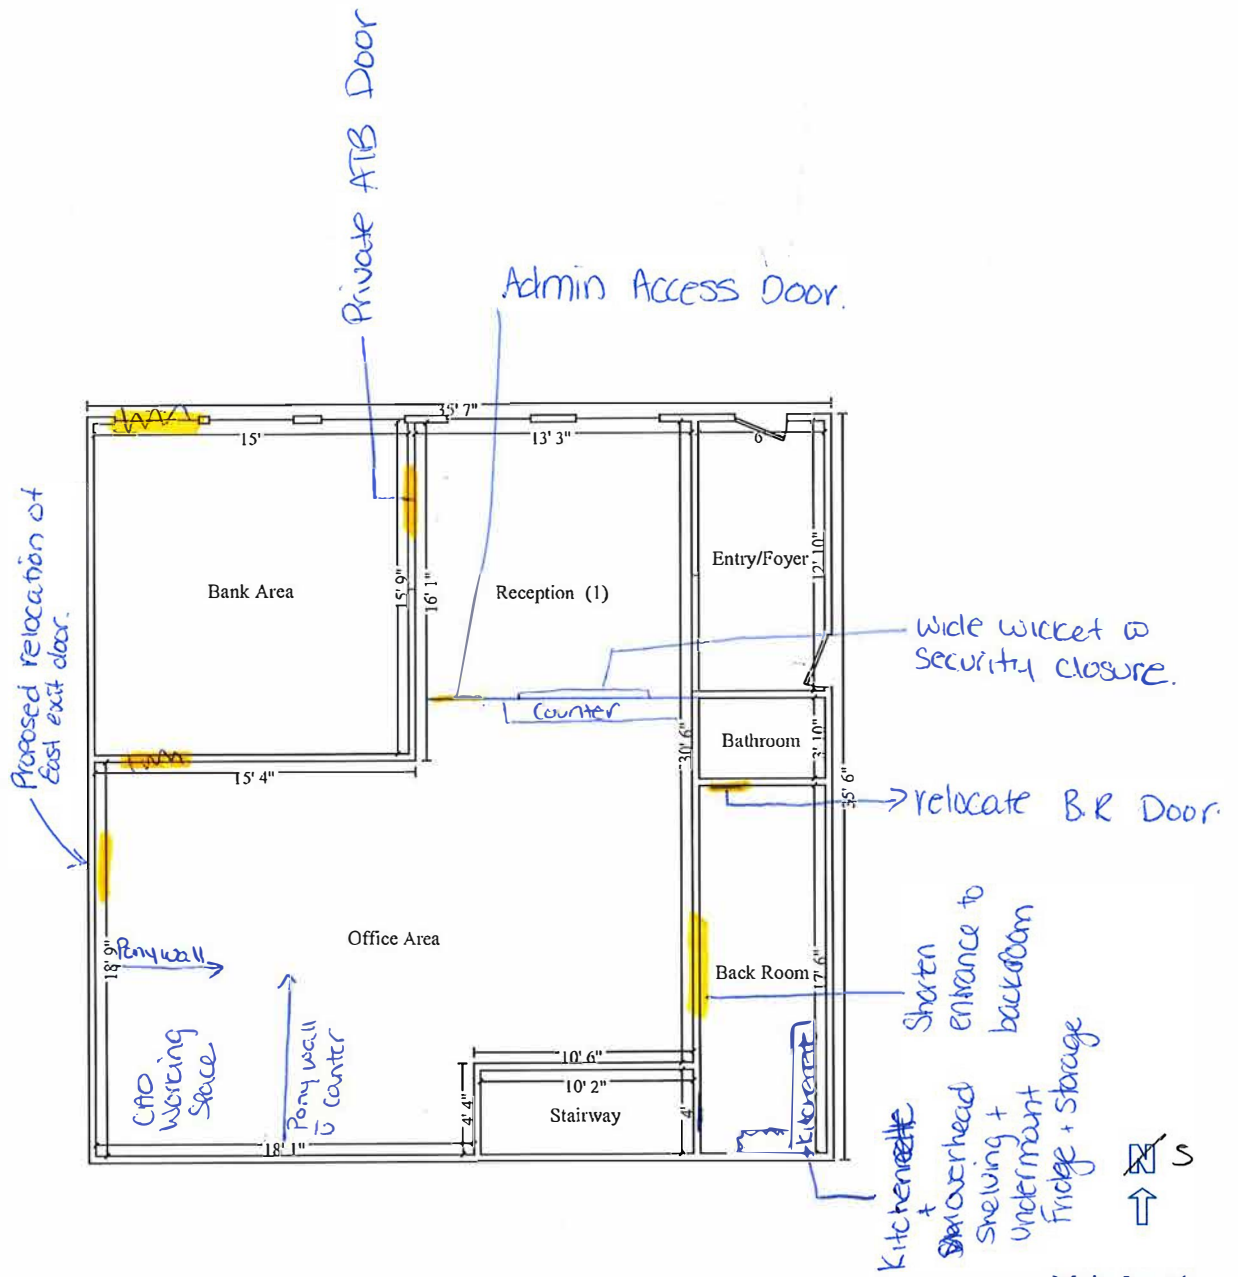 Private ATB Door
Admin Access Door.
35' 7"
15'
13' 3"
6'
Proposed relocation of
East exit door.
Bank Area
15' 9"
16' 1"
Reception (1)
Entry/Foyer
12' 10"
wide wicket w
security closure.
Counter
30' 6"
Bathroom
3' 10"
15' 4"
35' 6"
relocate B.R Door.
Office Area
18' 9"
Pony wall
Back Room
17' 6"
Shorten
entrance to
backroom
CAO
Working
Space
Pony wall
c̄ counter
10' 6"
10' 2"
Stairway
4' 4"
4'
18' 1"
Kitchenette
Kitchenette
+
overhead
Shelving +
Undermount
Fridge + Storage
N S